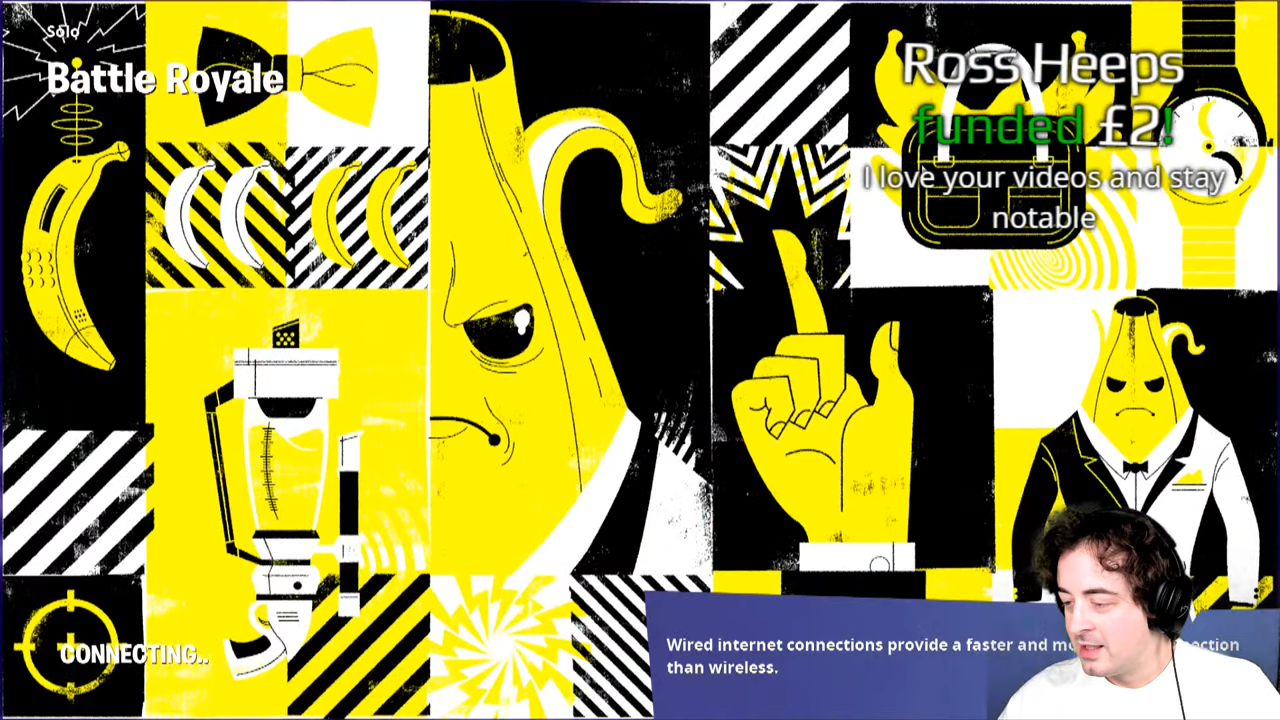 Solo
Battle Royale
Ross Heeps
funded £2!
I love your videos and stay
notable
CONNECTING..
Wired internet connections provide a faster and
than wireless.